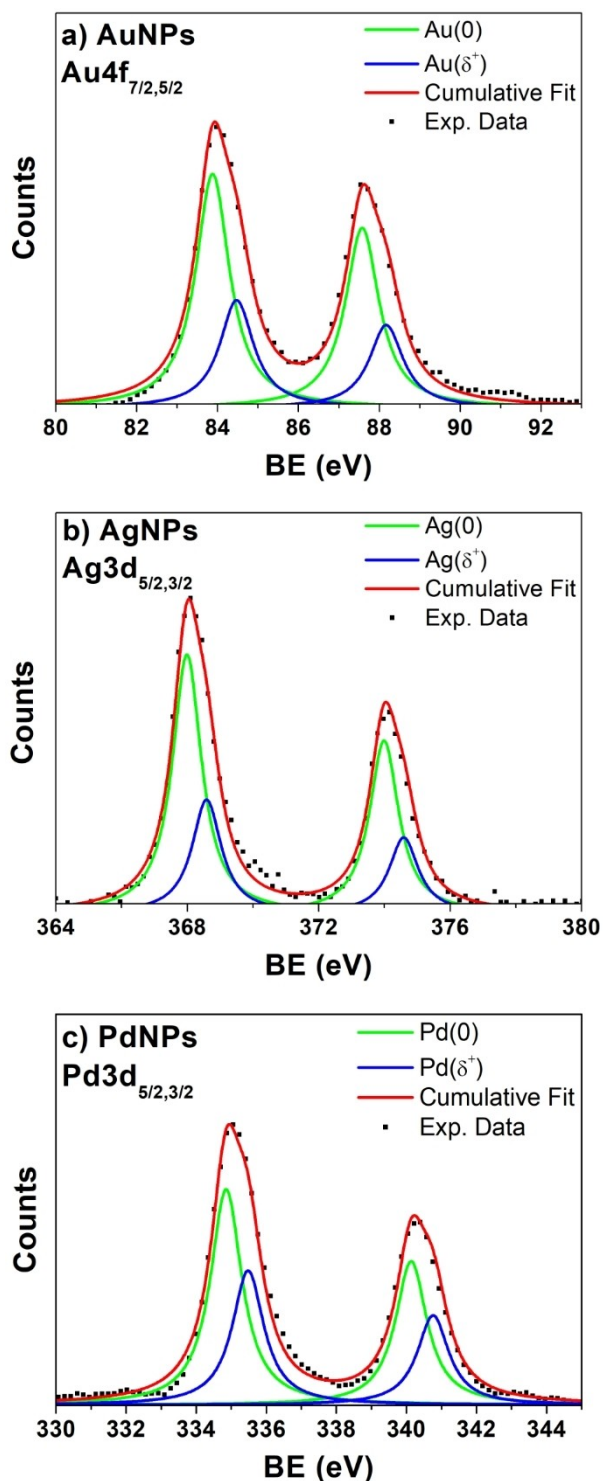 a) AuNPs
Au4f7/2,5/2
Au(0)
Au(δ+)
Cumulative Fit
Exp. Data
Counts
80 82 84 86 88 90 92
BE (eV)
b) AgNPs
Ag3d5/2,3/2
Ag(0)
Ag(δ+)
Cumulative Fit
Exp. Data
Counts
364 368 372 376 380
BE (eV)
c) PdNPs
Pd3d5/2,3/2
Pd(0)
Pd(δ+)
Cumulative Fit
Exp. Data
Counts
330 332 334 336 338 340 342 344
BE (eV)